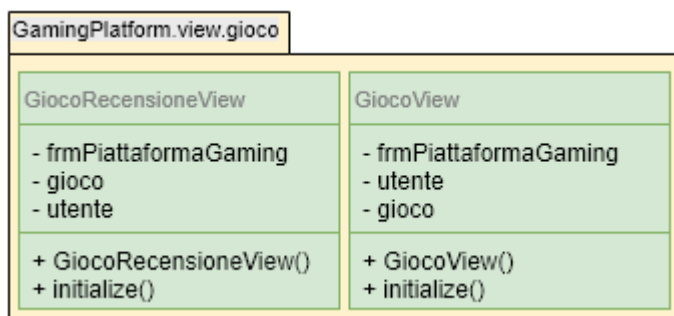 GamingPlatform.view.gioco
GiocoRecensioneView
- frmPiattaformaGaming
- gioco
- utente
+ GiocoRecensioneView()
+ initialize()
GiocoView
- frmPiattaformaGaming
- utente
- gioco
+ GiocoView()
+ initialize()